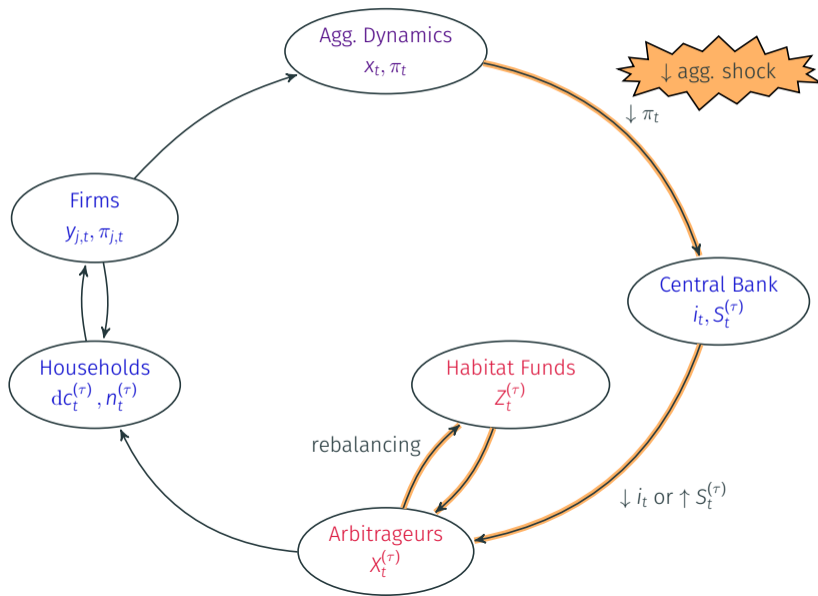 Agg. Dynamics
x_t, π_t
↓ agg. shock
↓ π_t
Firms
y_{j,t}, π_{j,t}
Central Bank
i_t, S_t^{(τ)}
Households
dc_t^{(τ)}, n_t^{(τ)}
Habitat Funds
Z_t^{(τ)}
rebalancing
↓ i_t or ↑ S_t^{(τ)}
Arbitrageurs
X_t^{(τ)}